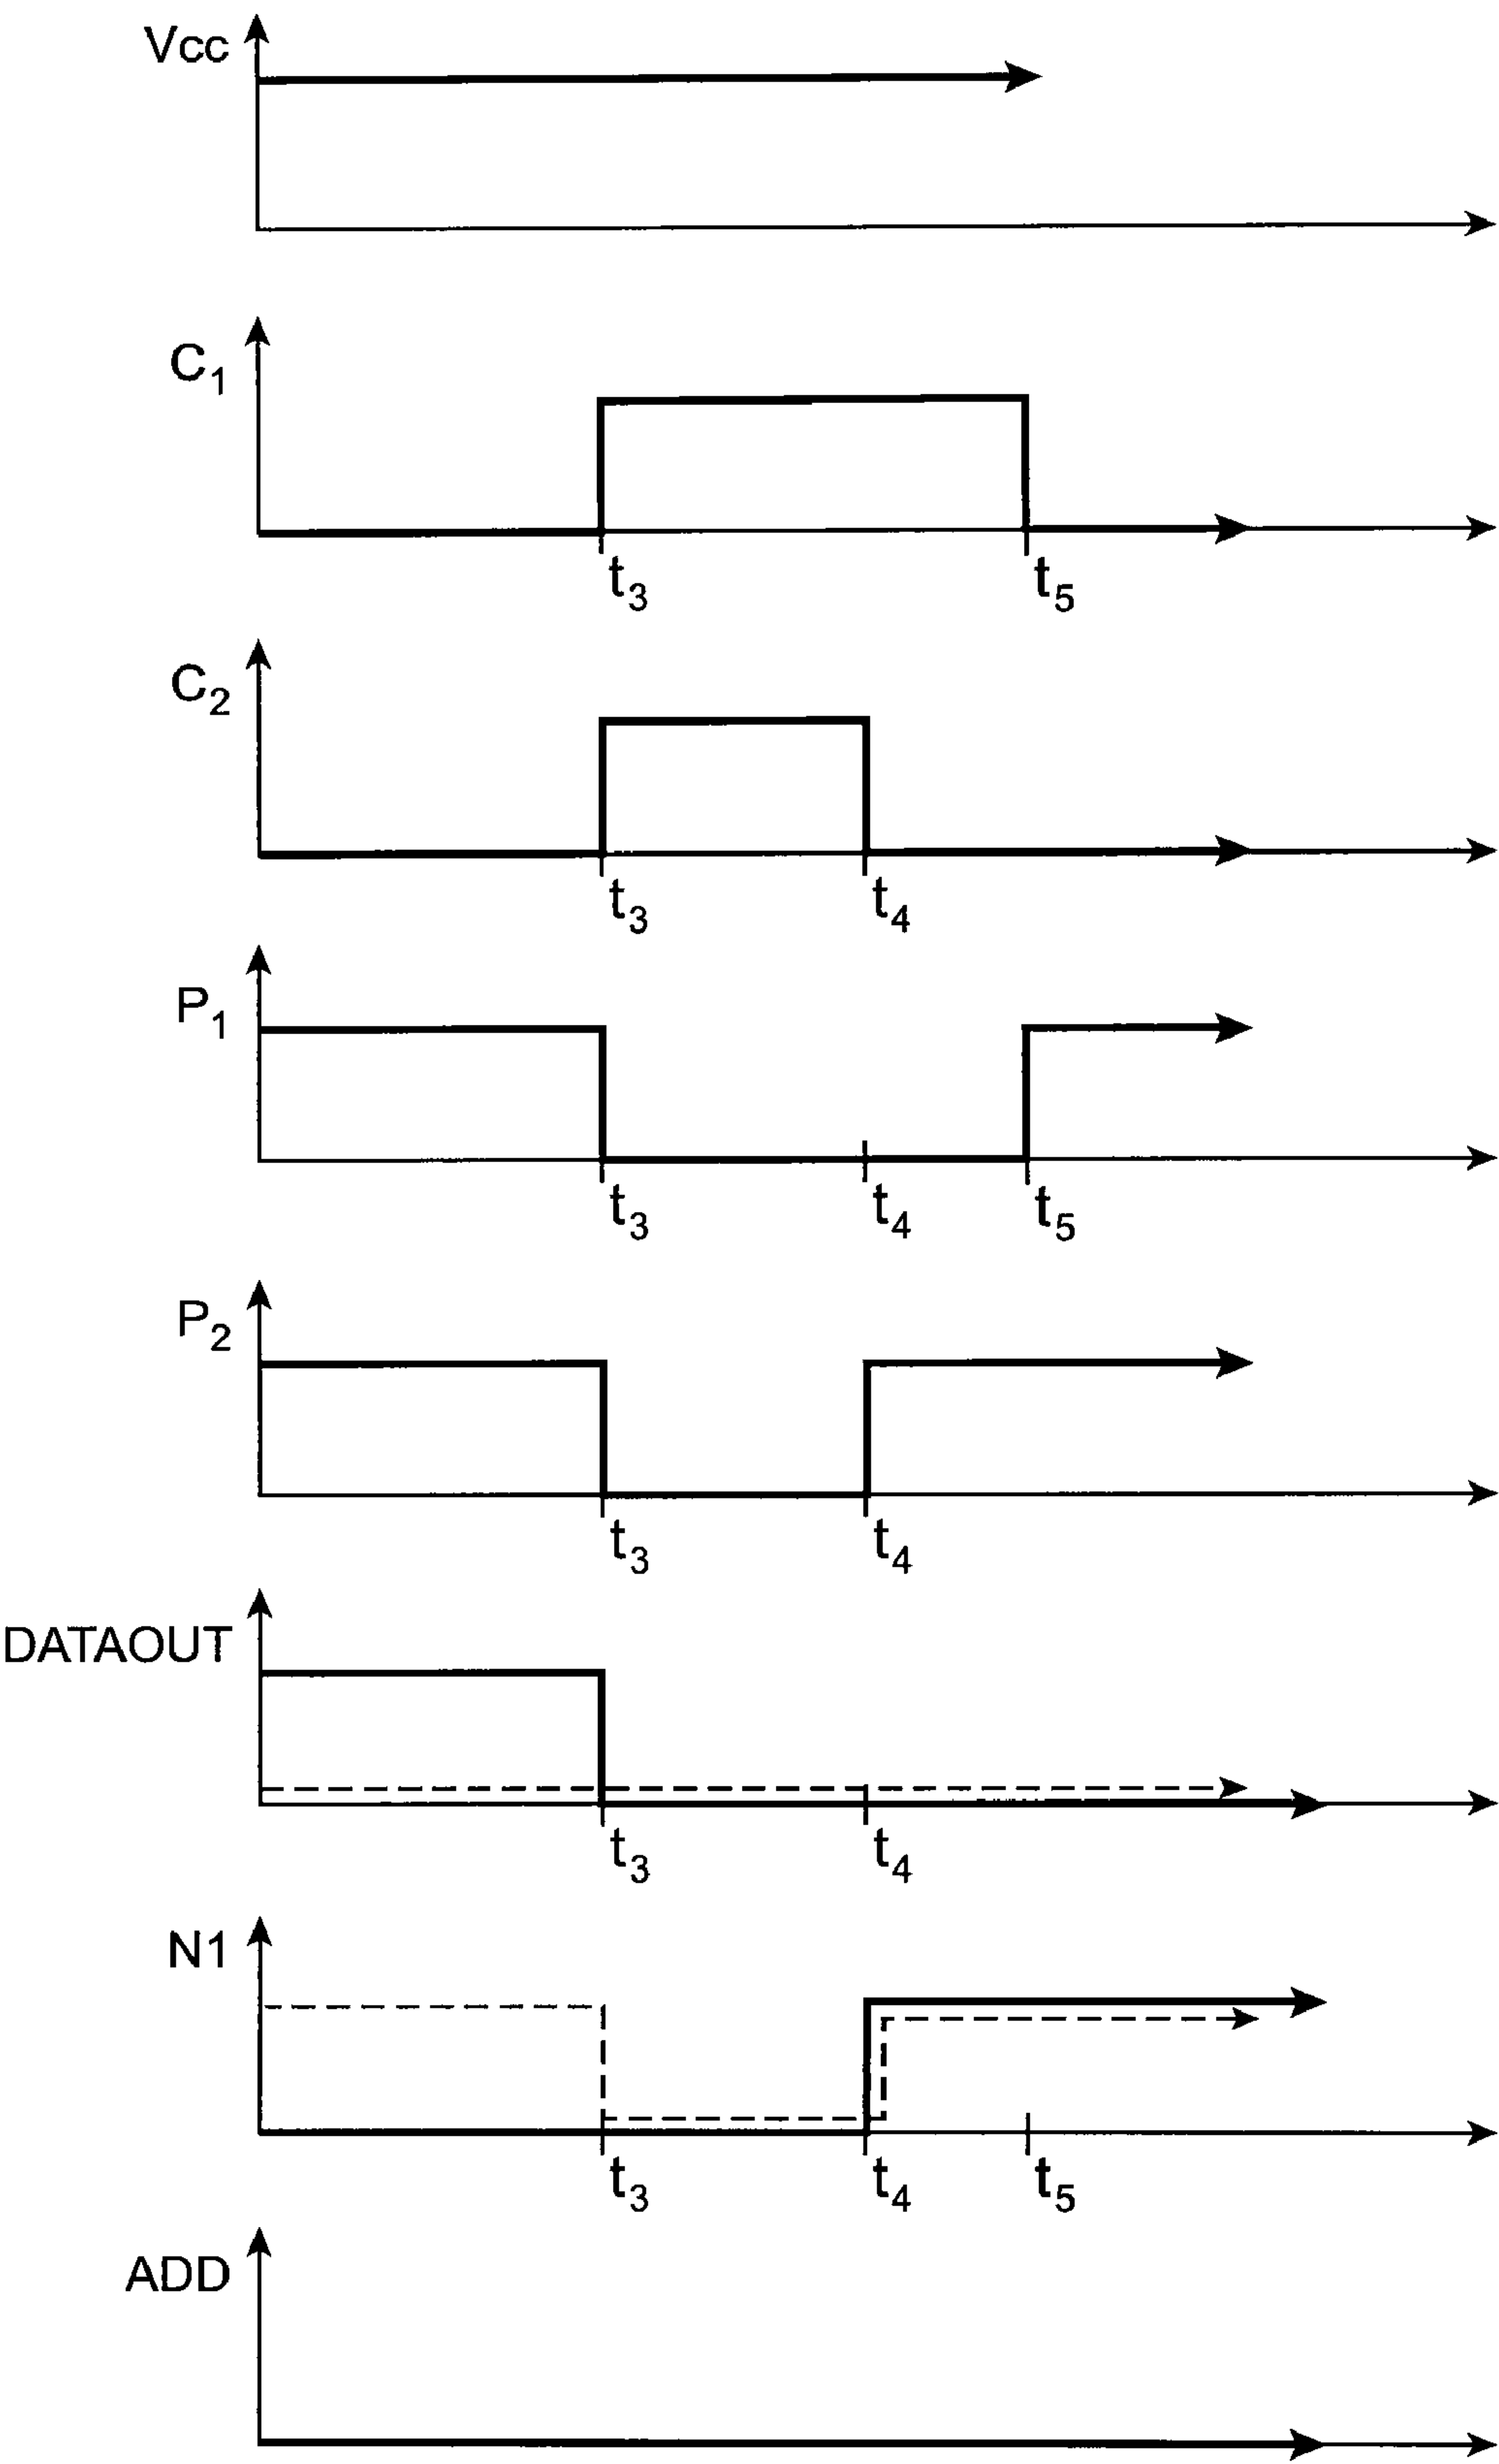 Vcc
C₁
t₃ t₅
C₂
t₃ t₄
P₁
t₃ t₄ t₅
P₂
t₃ t₄
DATAOUT
t₃ t₄
N1
t₃ t₄ t₅
ADD